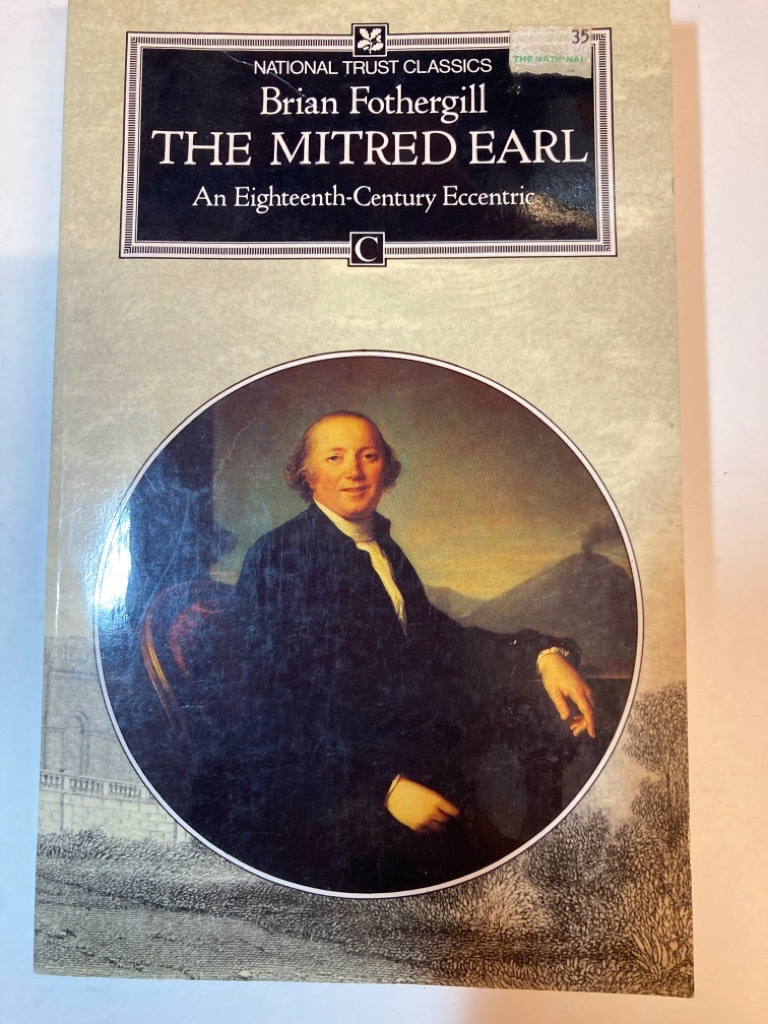 35
THE NATIONAL
NATIONAL TRUST CLASSICS
Brian Fothergill
THE MITRED EARL
An Eighteenth-Century Eccentric
C